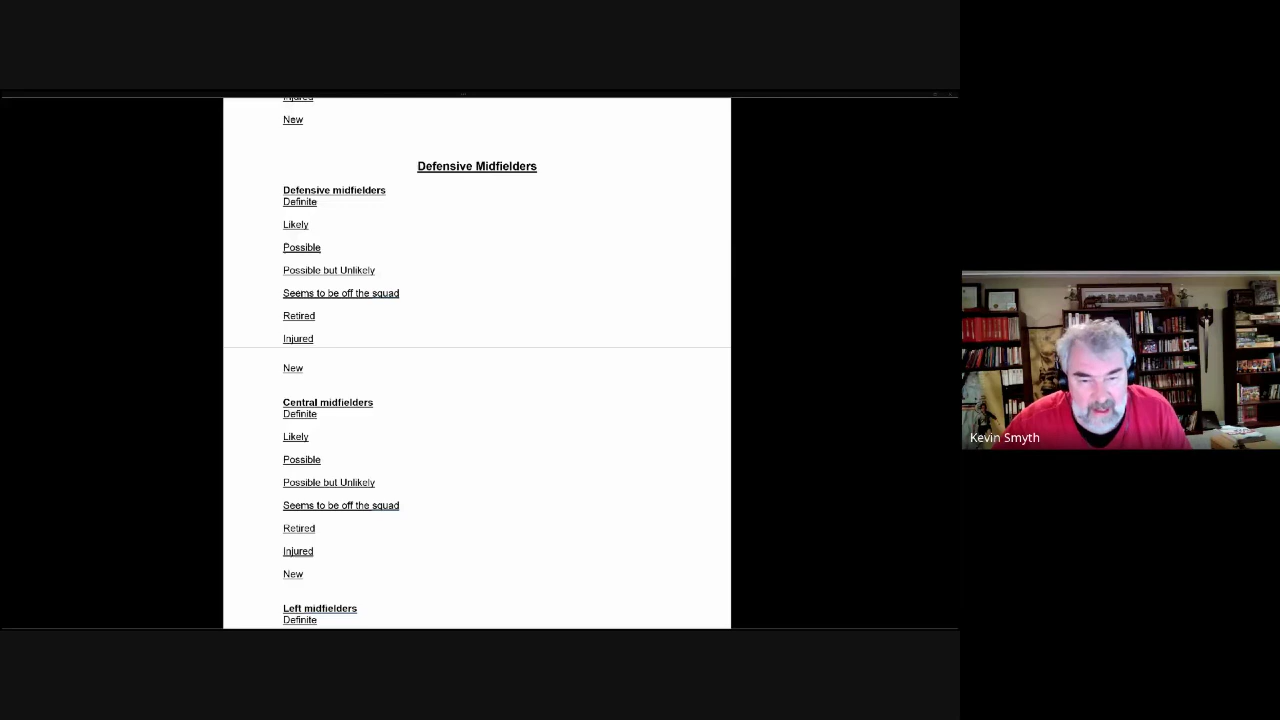 Injured
New
Defensive Midfielders
Defensive midfielders
Definite
Likely
Possible
Possible but Unlikely
Seems to be off the squad
Retired
Injured
New
Central midfielders
Definite
Likely
Possible
Possible but Unlikely
Seems to be off the squad
Retired
Injured
New
Left midfielders
Definite
Kevin Smyth